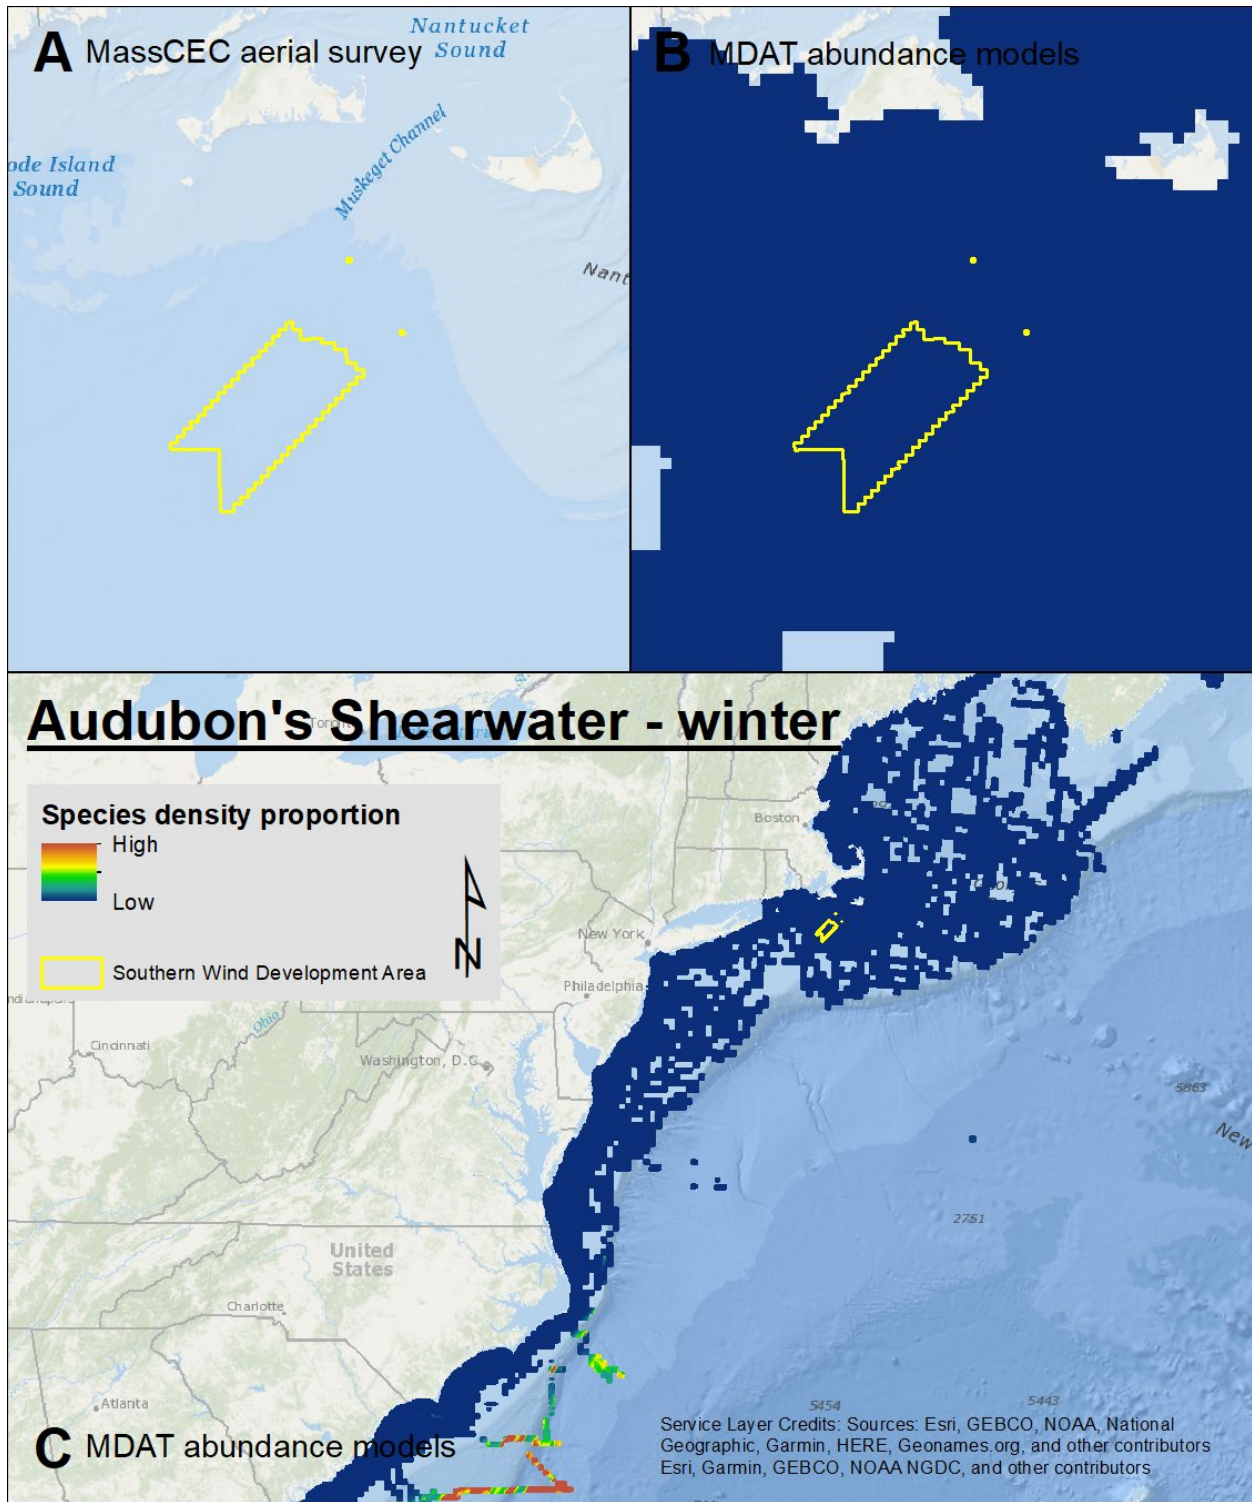 A MassCEC aerial survey
Nantucket
Sound
Muskeget Channel
ode Island
Sound
Nant
B MDAT abundance models
Audubon's Shearwater - winter
Species density proportion
High
Low
Southern Wind Development Area
N
Boston
New York
Philadelphia
Ohio
Cincinnati
Washington, D.C.
5863
New
2751
United
States
Charlotte
Atlanta
5454
5443
C MDAT abundance models
Service Layer Credits: Sources: Esri, GEBCO, NOAA, National
Geographic, Garmin, HERE, Geonames.org, and other contributors
Esri, Garmin, GEBCO, NOAA NGDC, and other contributors